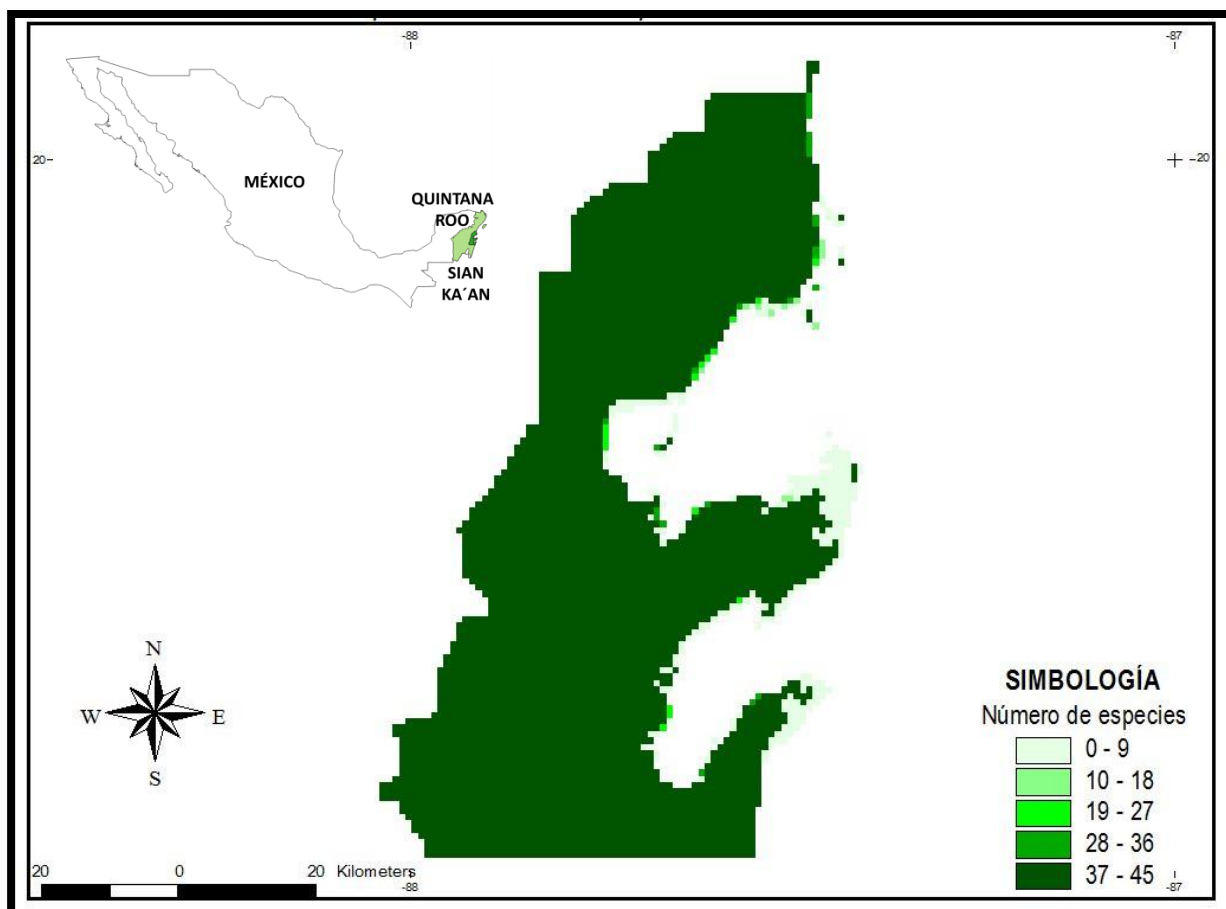 -88
-87
20
-20
MÉXICO
QUINTANA
ROO
SIAN
KA´AN
N
W
E
S
SIMBOLOGÍA
Número de especies
0 - 9
10 - 18
19 - 27
28 - 36
37 - 45
20 0 20 Kilometers
-88
-87